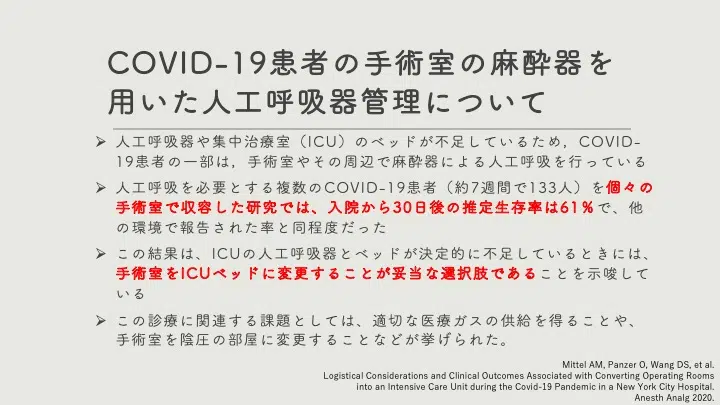 COVID-19患者の手術室の麻酔器を
用いた人工呼吸器管理について
➢ 人工呼吸器や集中治療室（ICU）のベッドが不足しているため，COVID-
19患者の一部は，手術室やその周辺で麻酔器による人工呼吸を行っている
➢ 人工呼吸を必要とする複数のCOVID-19患者（約7週間で133人）を個々の
手術室で収容した研究では、入院から30日後の推定生存率は61％で、他
の環境で報告された率と同程度だった
➢ この結果は、ICUの人工呼吸器とベッドが決定的に不足しているときには、
手術室をICUベッドに変更することが妥当な選択肢であることを示唆して
いる
➢ この診療に関連する課題としては、適切な医療ガスの供給を得ることや、
手術室を陰圧の部屋に変更することなどが挙げられた。
Mittel AM, Panzer O, Wang DS, et al.
Logistical Considerations and Clinical Outcomes Associated with Converting Operating Rooms
into an Intensive Care Unit during the Covid-19 Pandemic in a New York City Hospital.
Anesth Analg 2020.